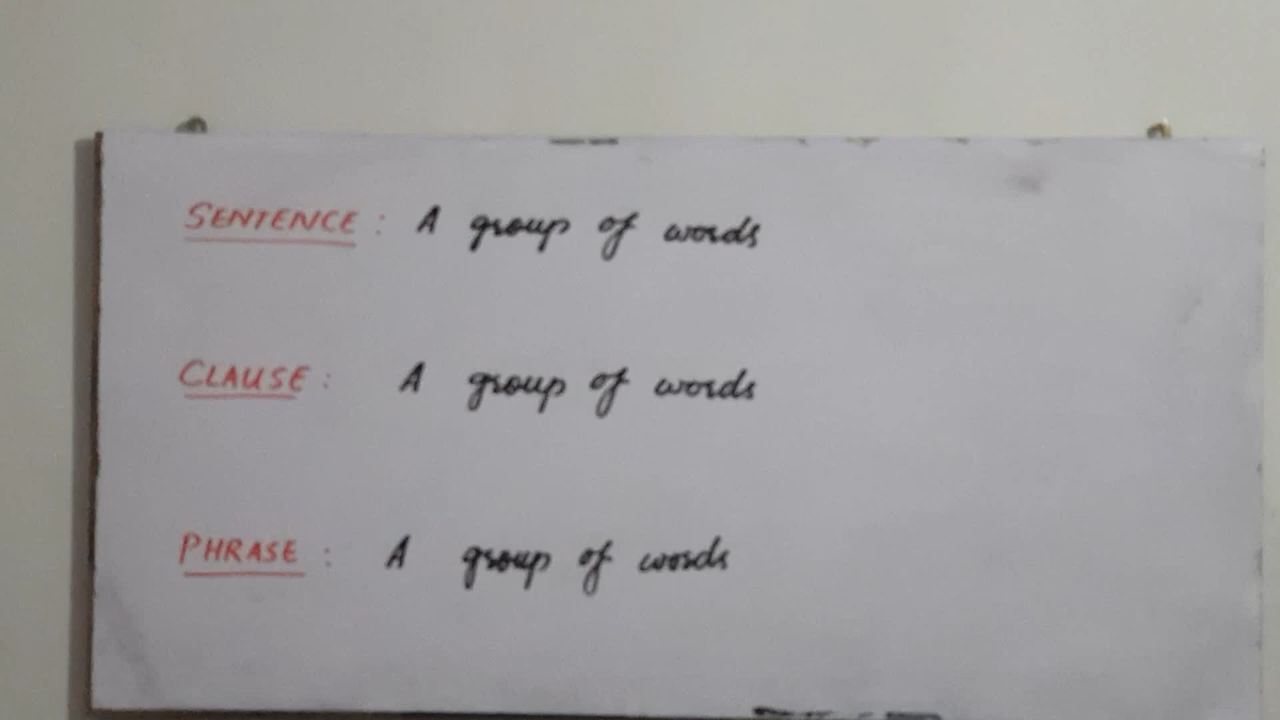 SENTENCE : A group of words
CLAUSE : A group of words
PHRASE : A group of words